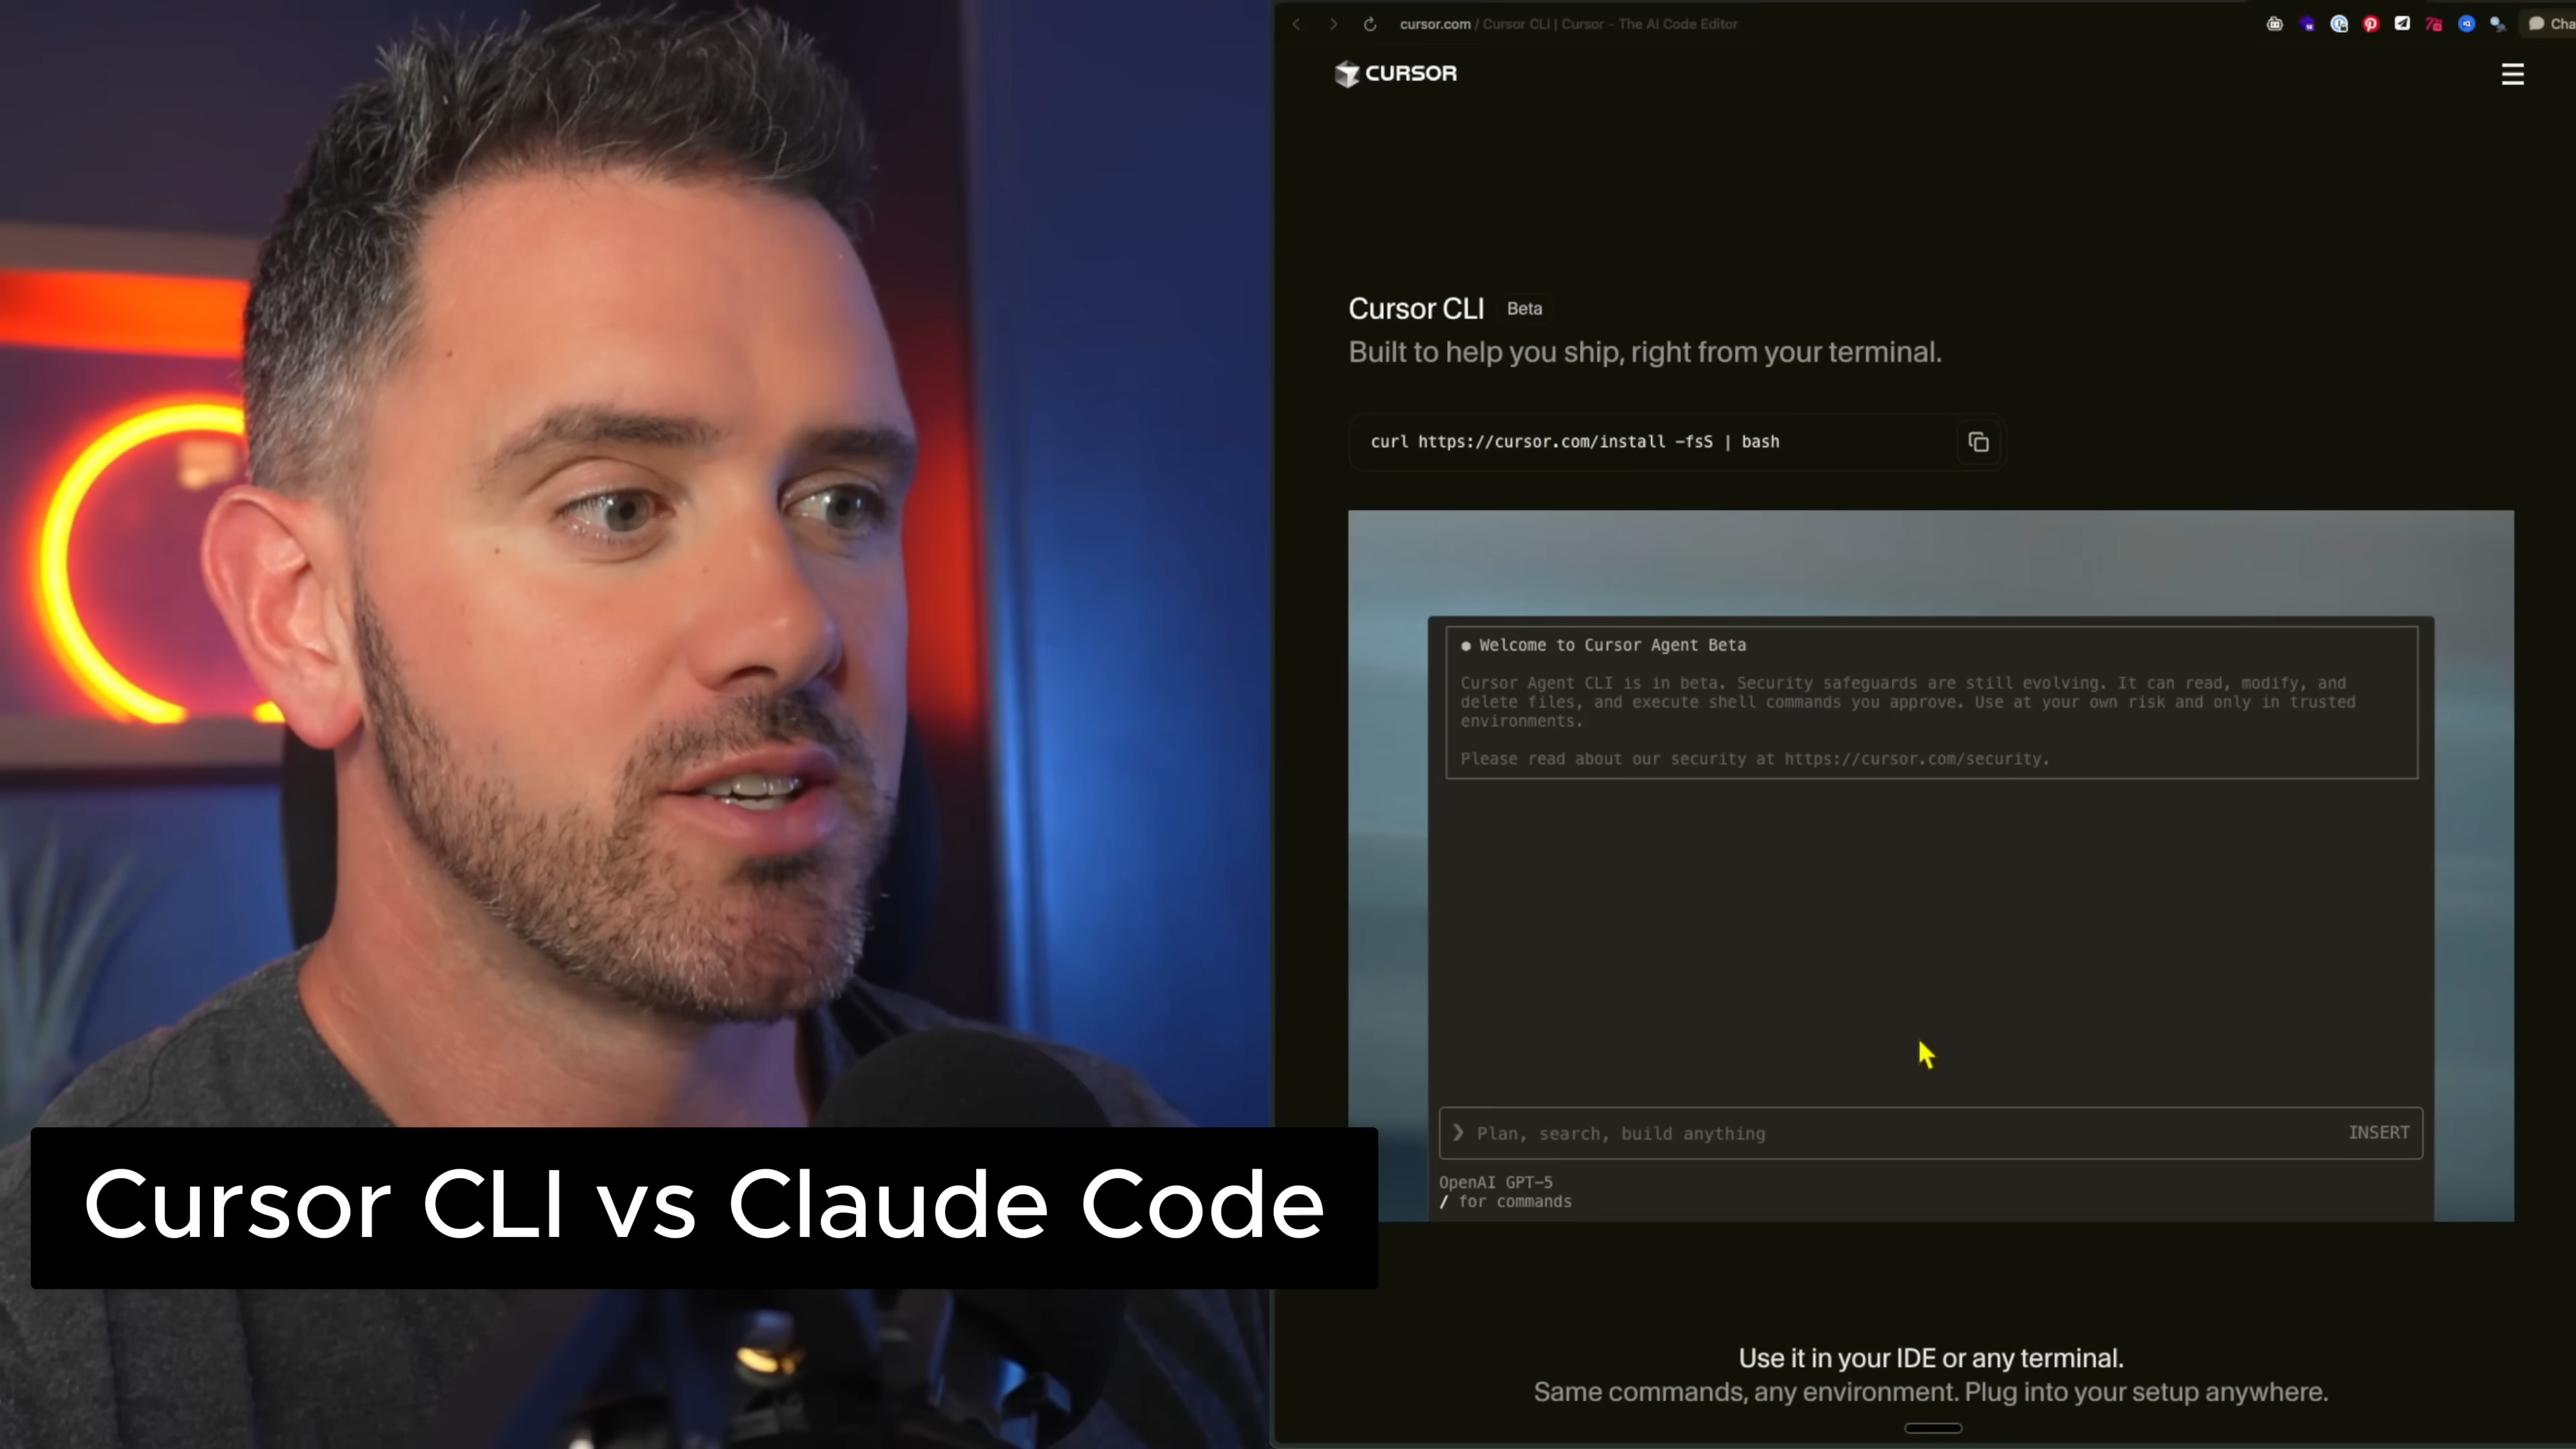 cursor.com / Cursor CLI | Cursor - The AI Code Editor
Cha
CURSOR
Cursor CLI Beta
Built to help you ship, right from your terminal.
curl https://cursor.com/install -fsS | bash
Welcome to Cursor Agent Beta
Cursor Agent CLI is in beta. Security safeguards are still evolving. It can read, modify, and
delete files, and execute shell commands you approve. Use at your own risk and only in trusted
environments.
Please read about our security at https://cursor.com/security.
❯ Plan, search, build anything INSERT
OpenAI GPT-5
/ for commands
Cursor CLI vs Claude Code
Use it in your IDE or any terminal.
Same commands, any environment. Plug into your setup anywhere.